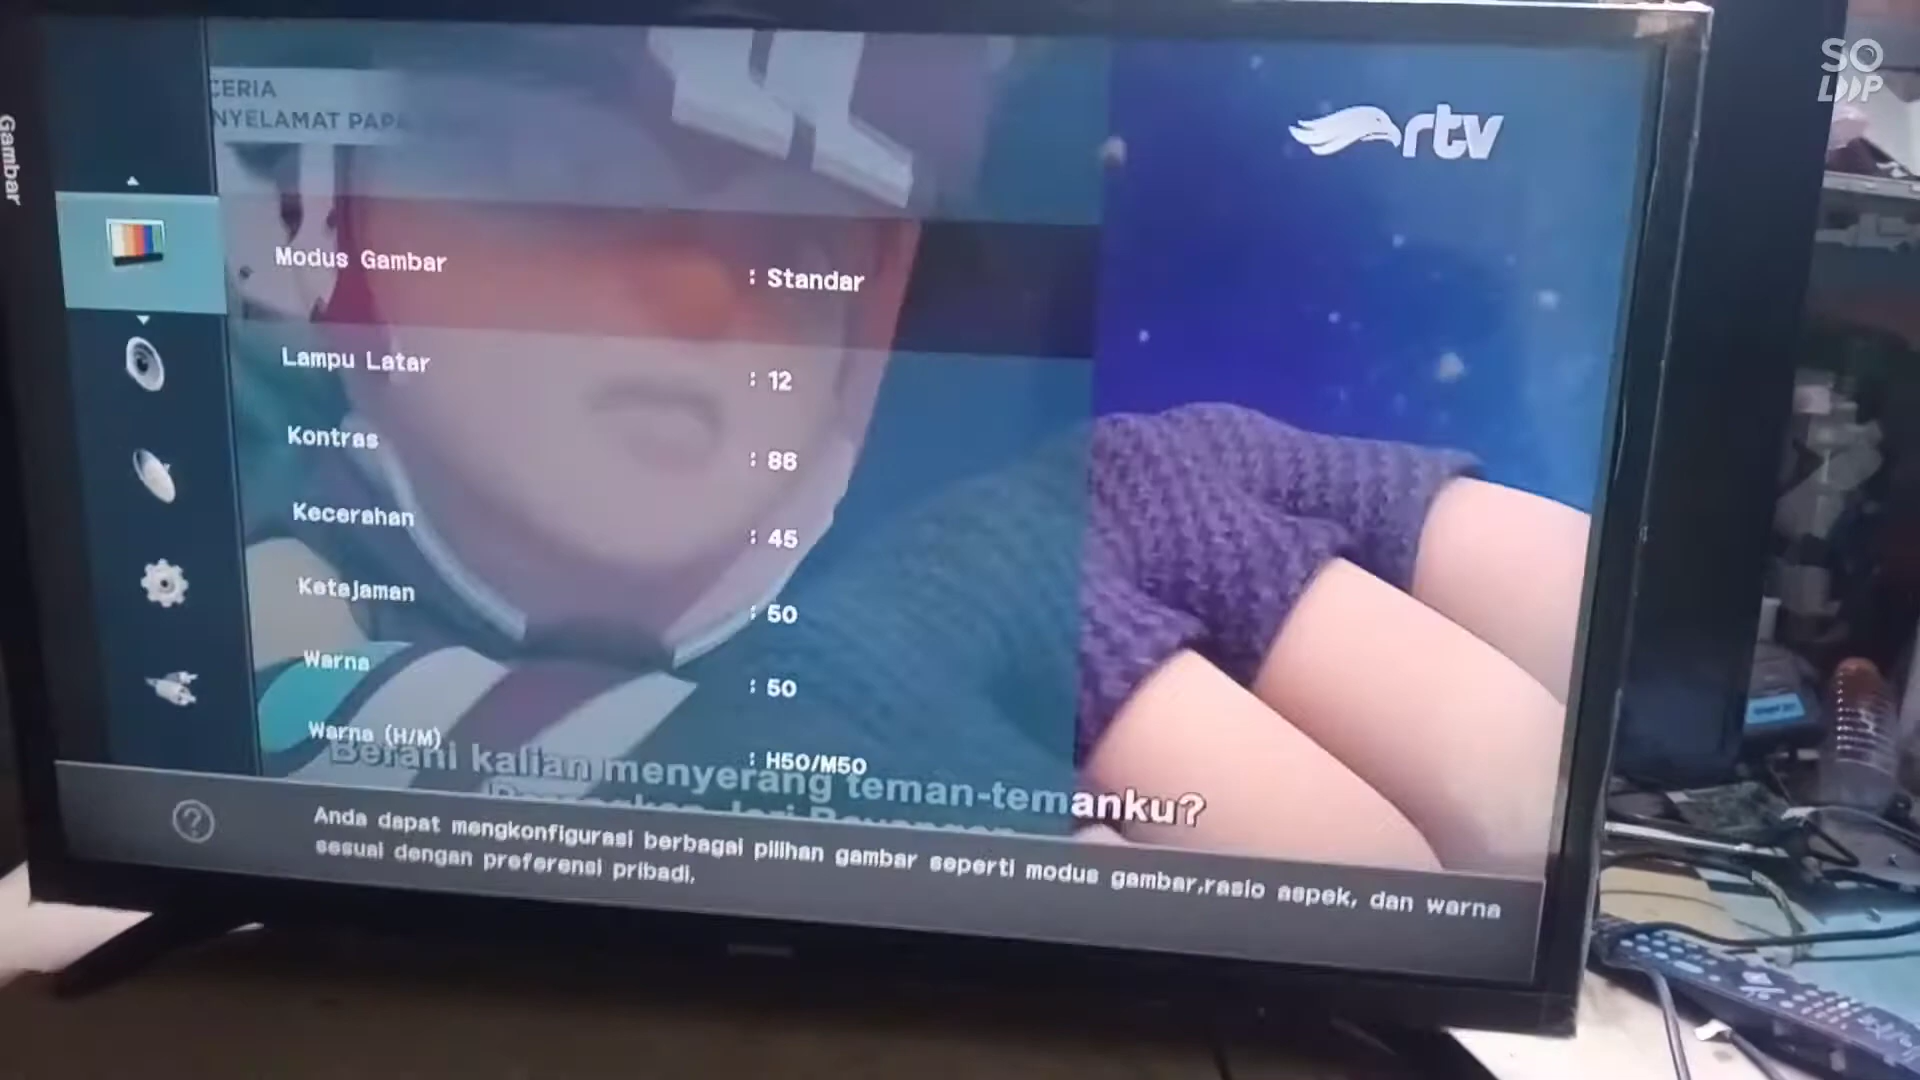 SO
LOOP
CERIA
NYELAMAT PAPA
rtv
Gambar
Modus Gambar : Standar
Lampu Latar : 12
Kontras : 86
Kecerahan : 45
Ketajaman : 50
Warna : 50
Warna (H/M) : H50/M50
Berani kalian menyerang teman-temanku?
Anda dapat mengkonfigurasi berbagai pilihan gambar seperti modus gambar,rasio aspek, dan warna
sesuai dengan preferensi pribadi.